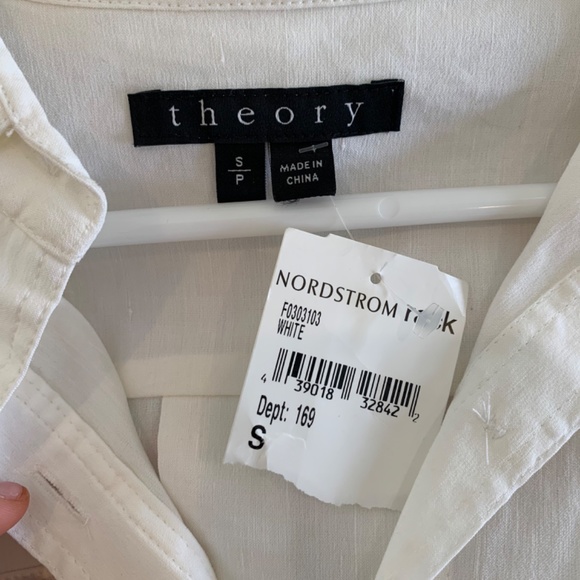 theory
S
P
MADE IN
CHINA
NORDSTROM rack
F0303103
WHITE
4 39018 32842 2
Dept: 169
S